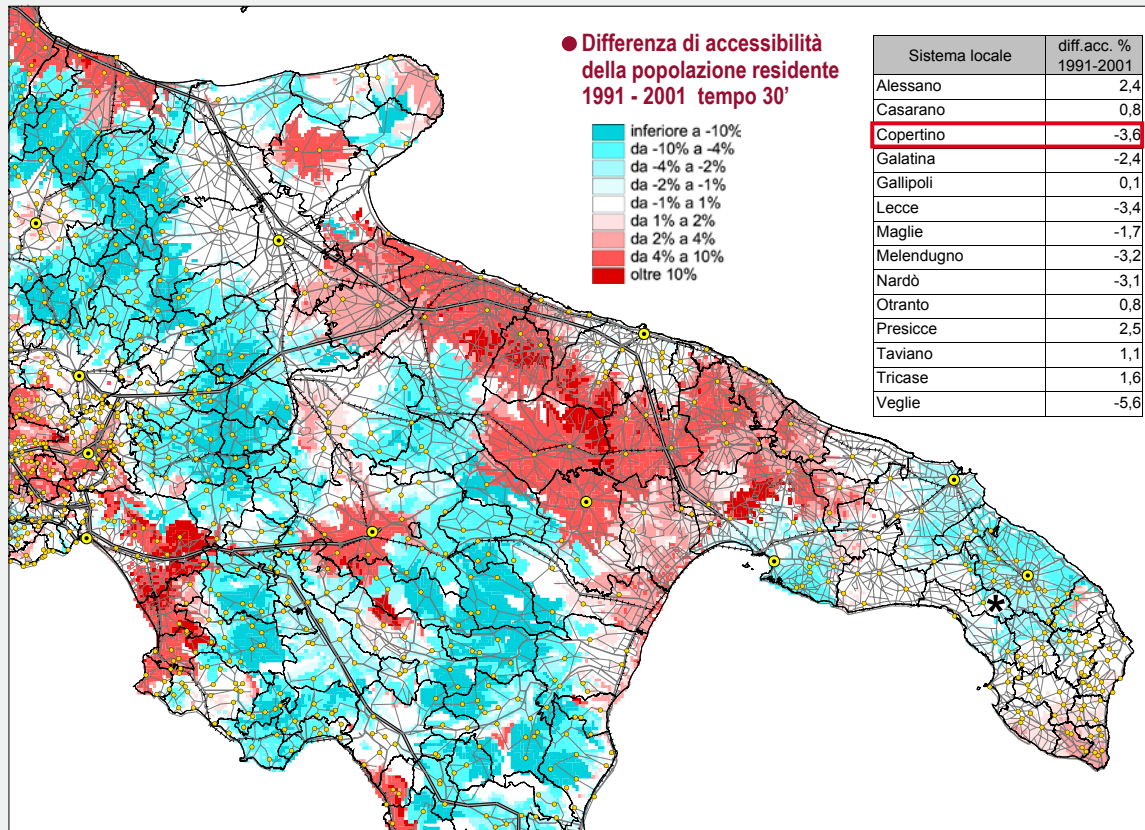 ● Differenza di accessibilità
della popolazione residente
1991 - 2001 tempo 30’
inferiore a -10%
da -10% a -4%
da -4% a -2%
da -2% a -1%
da -1% a 1%
da 1% a 2%
da 2% a 4%
da 4% a 10%
oltre 10%
Sistema locale diff.acc. %
1991-2001
Alessano 2,4
Casarano 0,8
Copertino -3,6
Galatina -2,4
Gallipoli 0,1
Lecce -3,4
Maglie -1,7
Melendugno -3,2
Nardò -3,1
Otranto 0,8
Presicce 2,5
Taviano 1,1
Tricase 1,6
Veglie -5,6
*